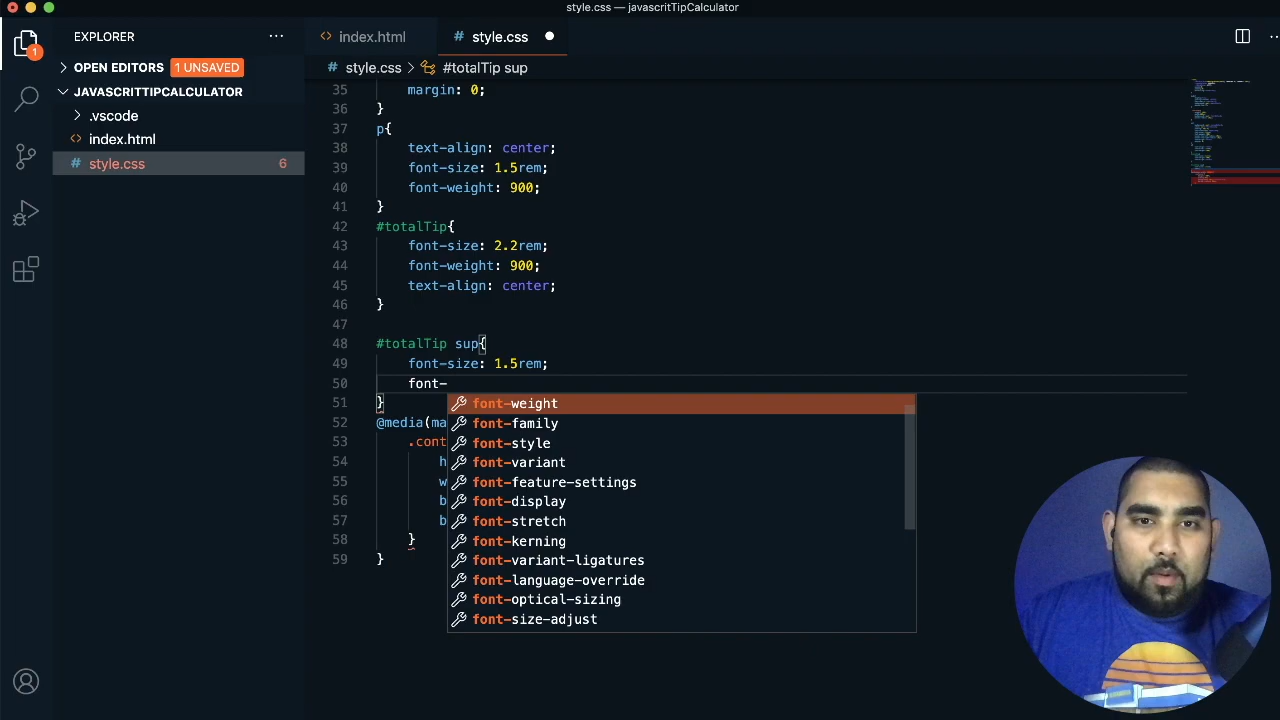 style.css — javascritTipCalculator
EXPLORER
index.html
style.css
OPEN EDITORS 1 UNSAVED
style.css > #totalTip sup
JAVASCRITTIPCALCULATOR
.vscode
index.html
style.css 6
1
35 margin: 0;
36 }
37 p{
38 text-align: center;
39 font-size: 1.5rem;
40 font-weight: 900;
41 }
42 #totalTip{
43 font-size: 2.2rem;
44 font-weight: 900;
45 text-align: center;
46 }
47
48 #totalTip sup{
49 font-size: 1.5rem;
50 font-
51 }
52 @media(ma
53 .cont
54 h
55 w
56 b
57 b
58 }
59 }
font-weight
font-family
font-style
font-variant
font-feature-settings
font-display
font-stretch
font-kerning
font-variant-ligatures
font-language-override
font-optical-sizing
font-size-adjust